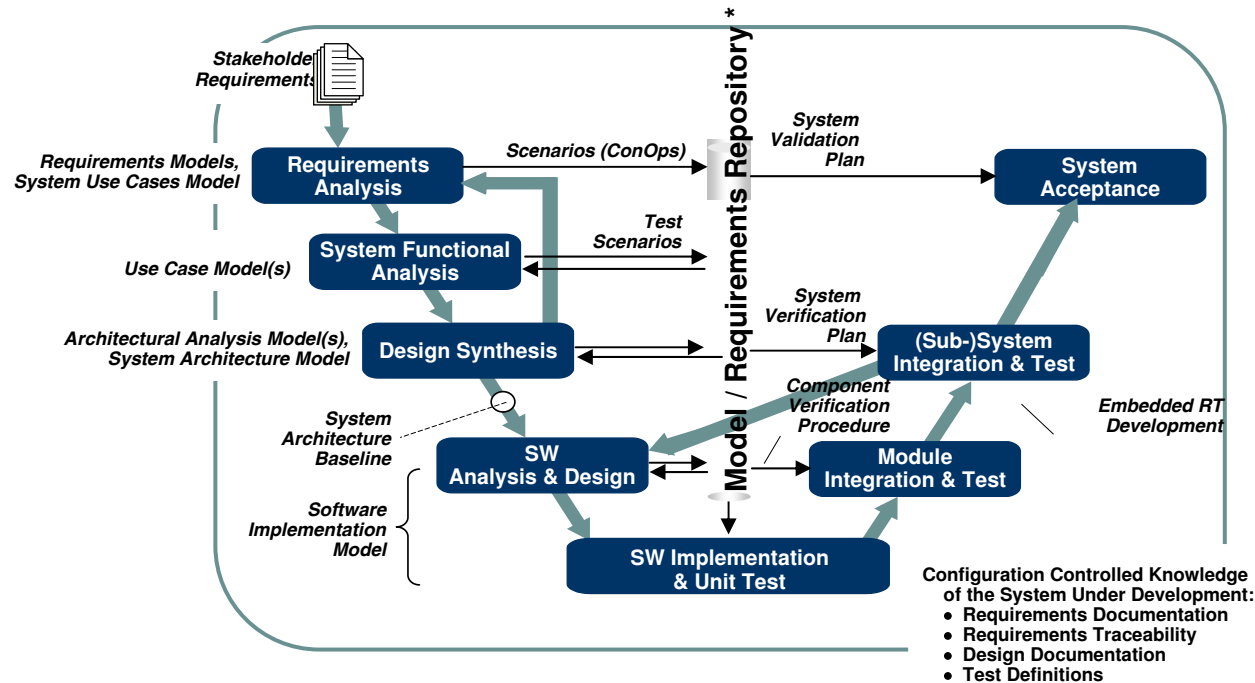 Stakeholde
Requirements
Model / Requirements Repository *
System
Validation
Plan
Requirements Models,
System Use Cases Model
Requirements
Analysis
Scenarios (ConOps)
System
Acceptance
Test
Scenarios
System Functional
Analysis
Use Case Model(s)
System
Verification
Plan
Architectural Analysis Model(s),
System Architecture Model
Design Synthesis
(Sub-)System
Integration & Test
Component
Verification
Procedure
Embedded RT
Development
System
Architecture
Baseline
SW
Analysis & Design
Module
Integration & Test
Software
Implementation
Model
SW Implementation
& Unit Test
Configuration Controlled Knowledge
of the System Under Development:
● Requirements Documentation
● Requirements Traceability
● Design Documentation
● Test Definitions